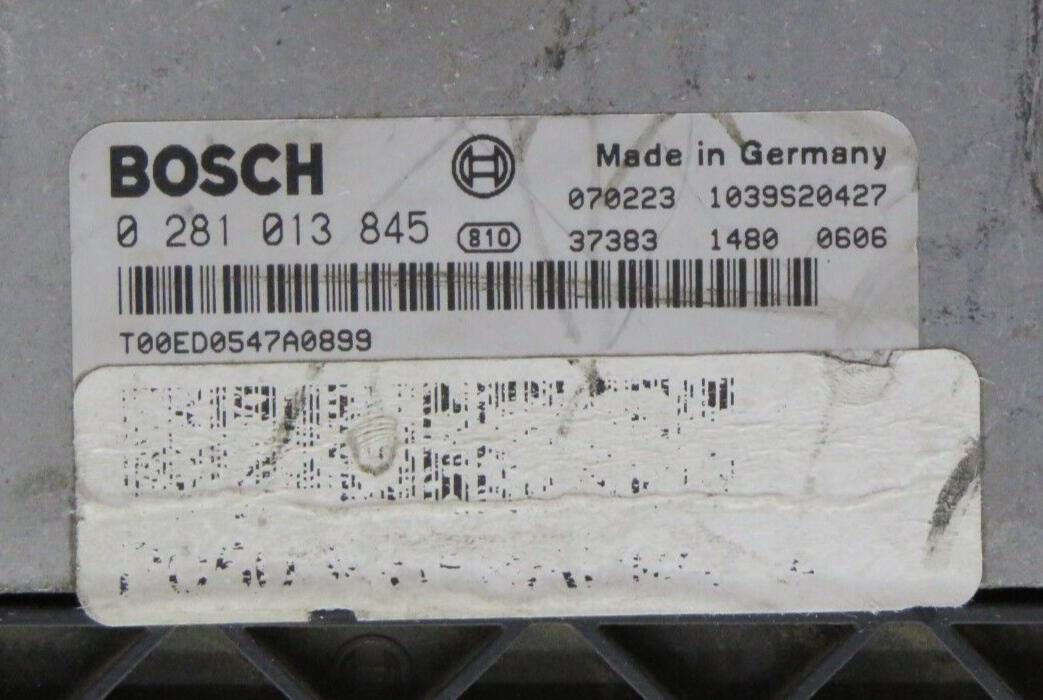 BOSCH
Made in Germany
070223 1039S20427
0 281 013 845
810
37383 1480 0606
T00ED0547A0899